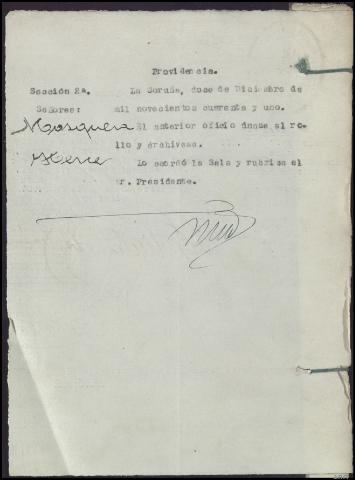 Providencia.
Sección 2a. La Coruña, doce de Diciembre de
Señores: mil novecientos cuarenta y uno.
Mosquera El anterior oficio únase al ro-
llo y archívese.
Lo acordó la Sala y rubrica el
sr. Presidente.